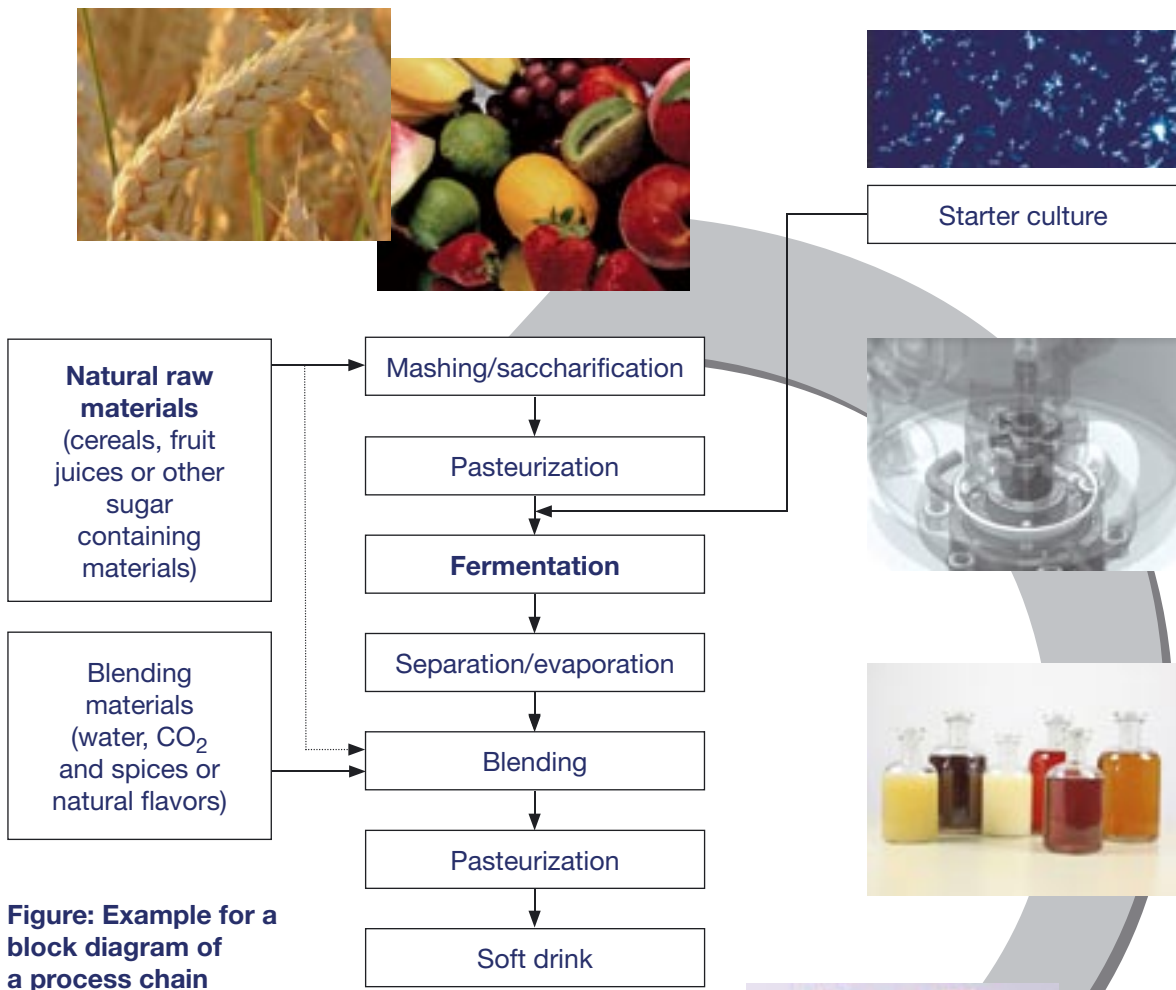 Starter culture
Natural raw
materials
(cereals, fruit
juices or other
sugar
containing
materials)
Mashing/saccharification
Pasteurization
Fermentation
Separation/evaporation
Blending
materials
(water, CO₂
and spices or
natural flavors)
Blending
Pasteurization
Soft drink
Figure: Example for a
block diagram of
a process chain